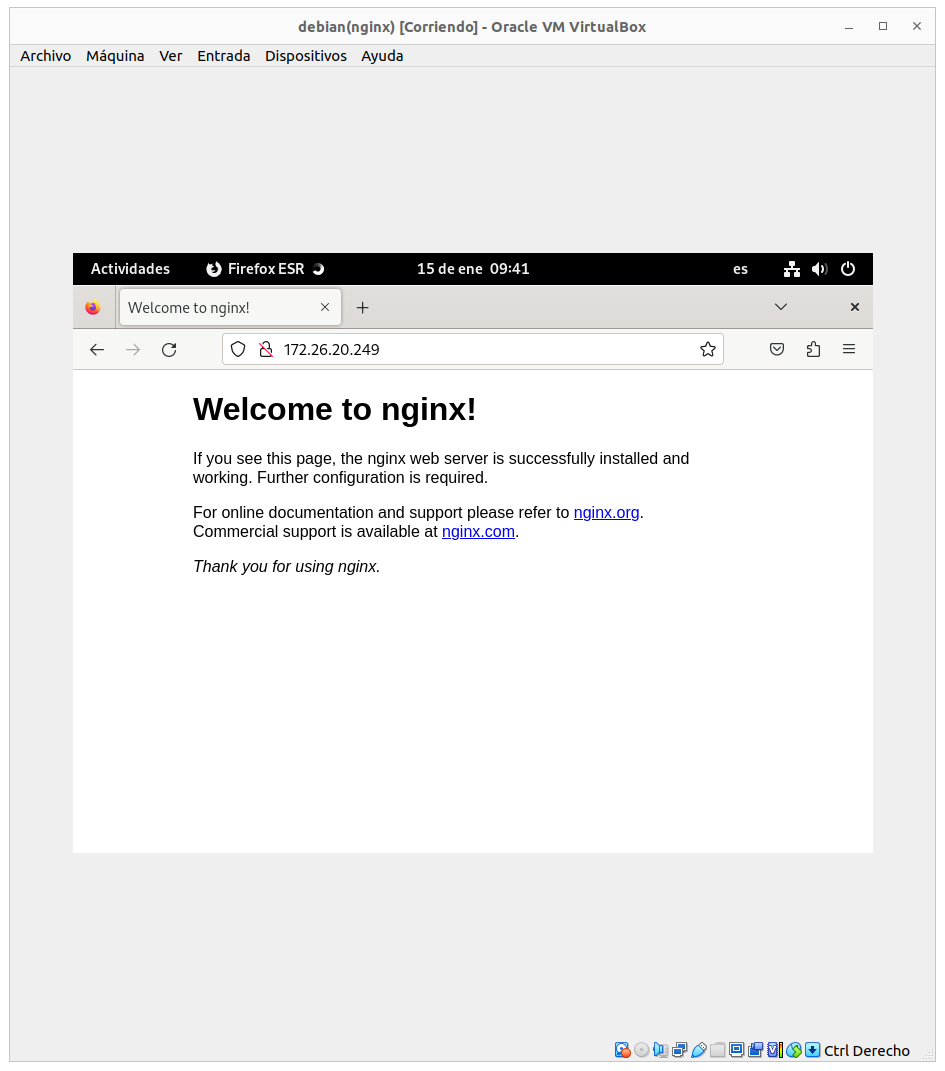 debian(nginx) [Corriendo] - Oracle VM VirtualBox
Archivo Máquina Ver Entrada Dispositivos Ayuda
Actividades Firefox ESR 15 de ene 09:41 es
Welcome to nginx!
172.26.20.249
Welcome to nginx!
If you see this page, the nginx web server is successfully installed and
working. Further configuration is required.
For online documentation and support please refer to nginx.org.
Commercial support is available at nginx.com.
Thank you for using nginx.
Ctrl Derecho